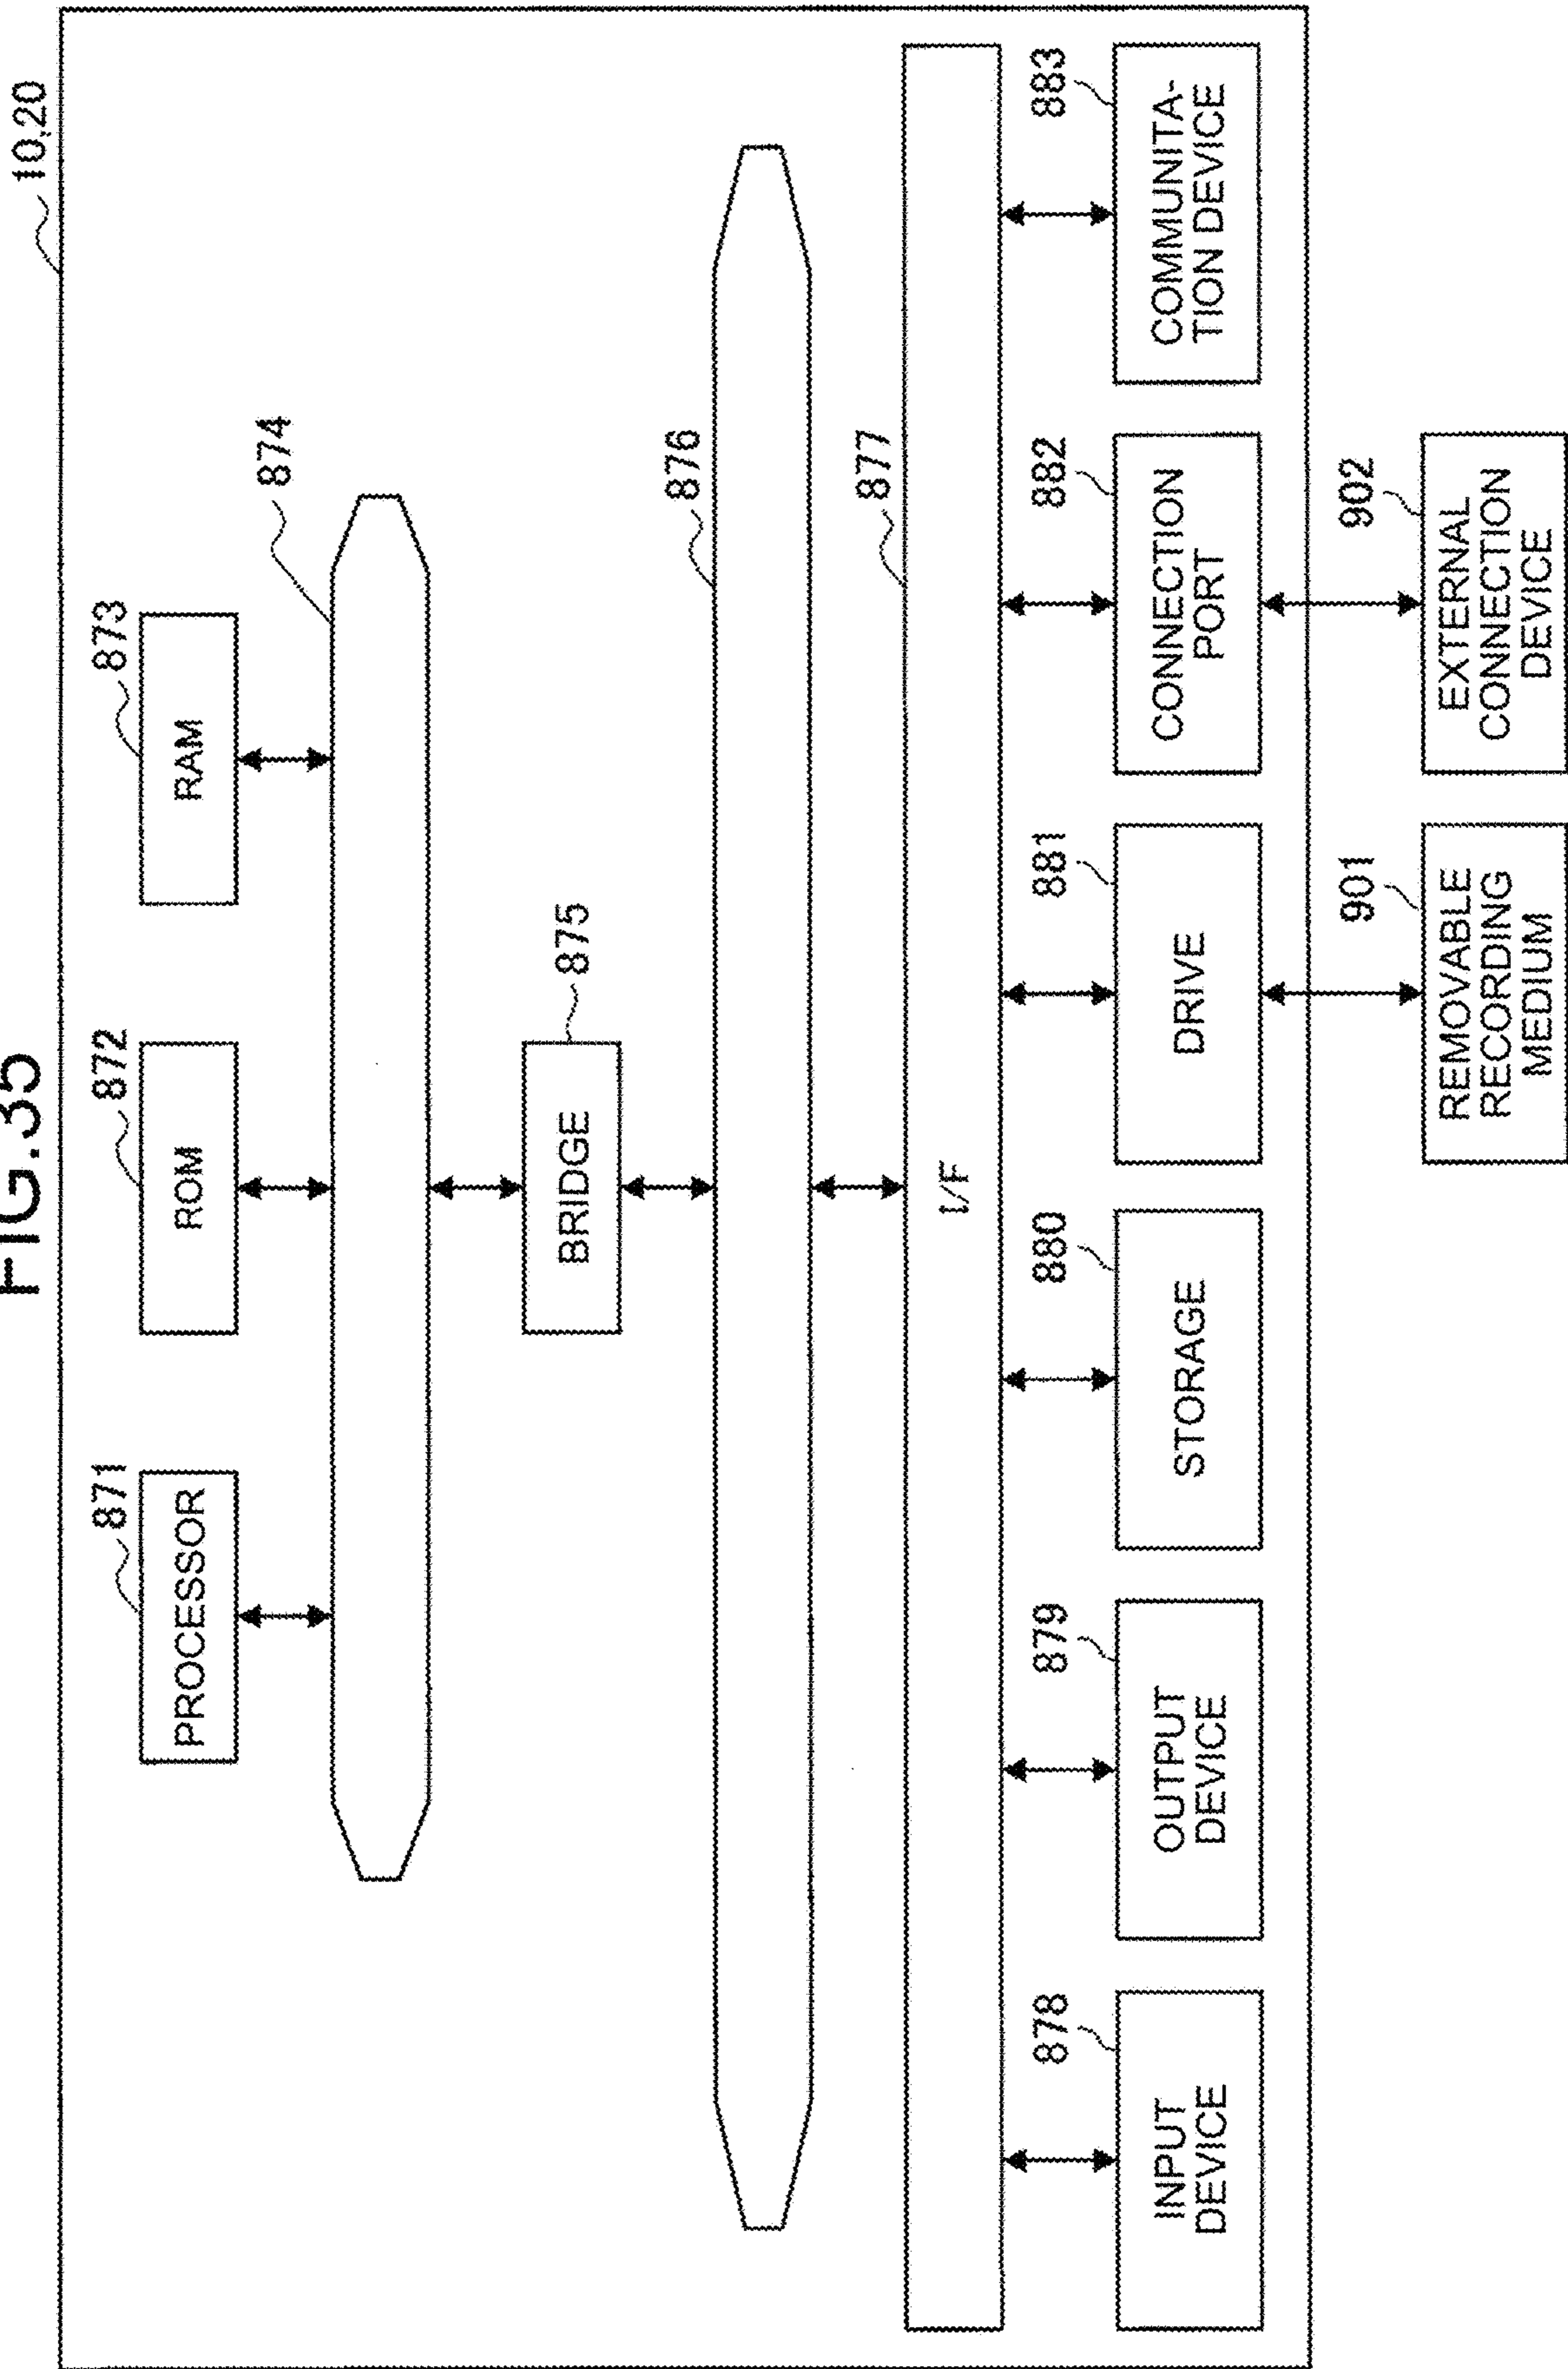 FIG.35
10,20
871
872
873
PROCESSOR
ROM
RAM
874
875
BRIDGE
876
877
I/F
878
879
880
881
882
883
INPUT
DEVICE
OUTPUT
DEVICE
STORAGE
DRIVE
CONNECTION
PORT
COMMUNITA-
TION DEVICE
901
902
REMOVABLE
RECORDING
MEDIUM
EXTERNAL
CONNECTION
DEVICE